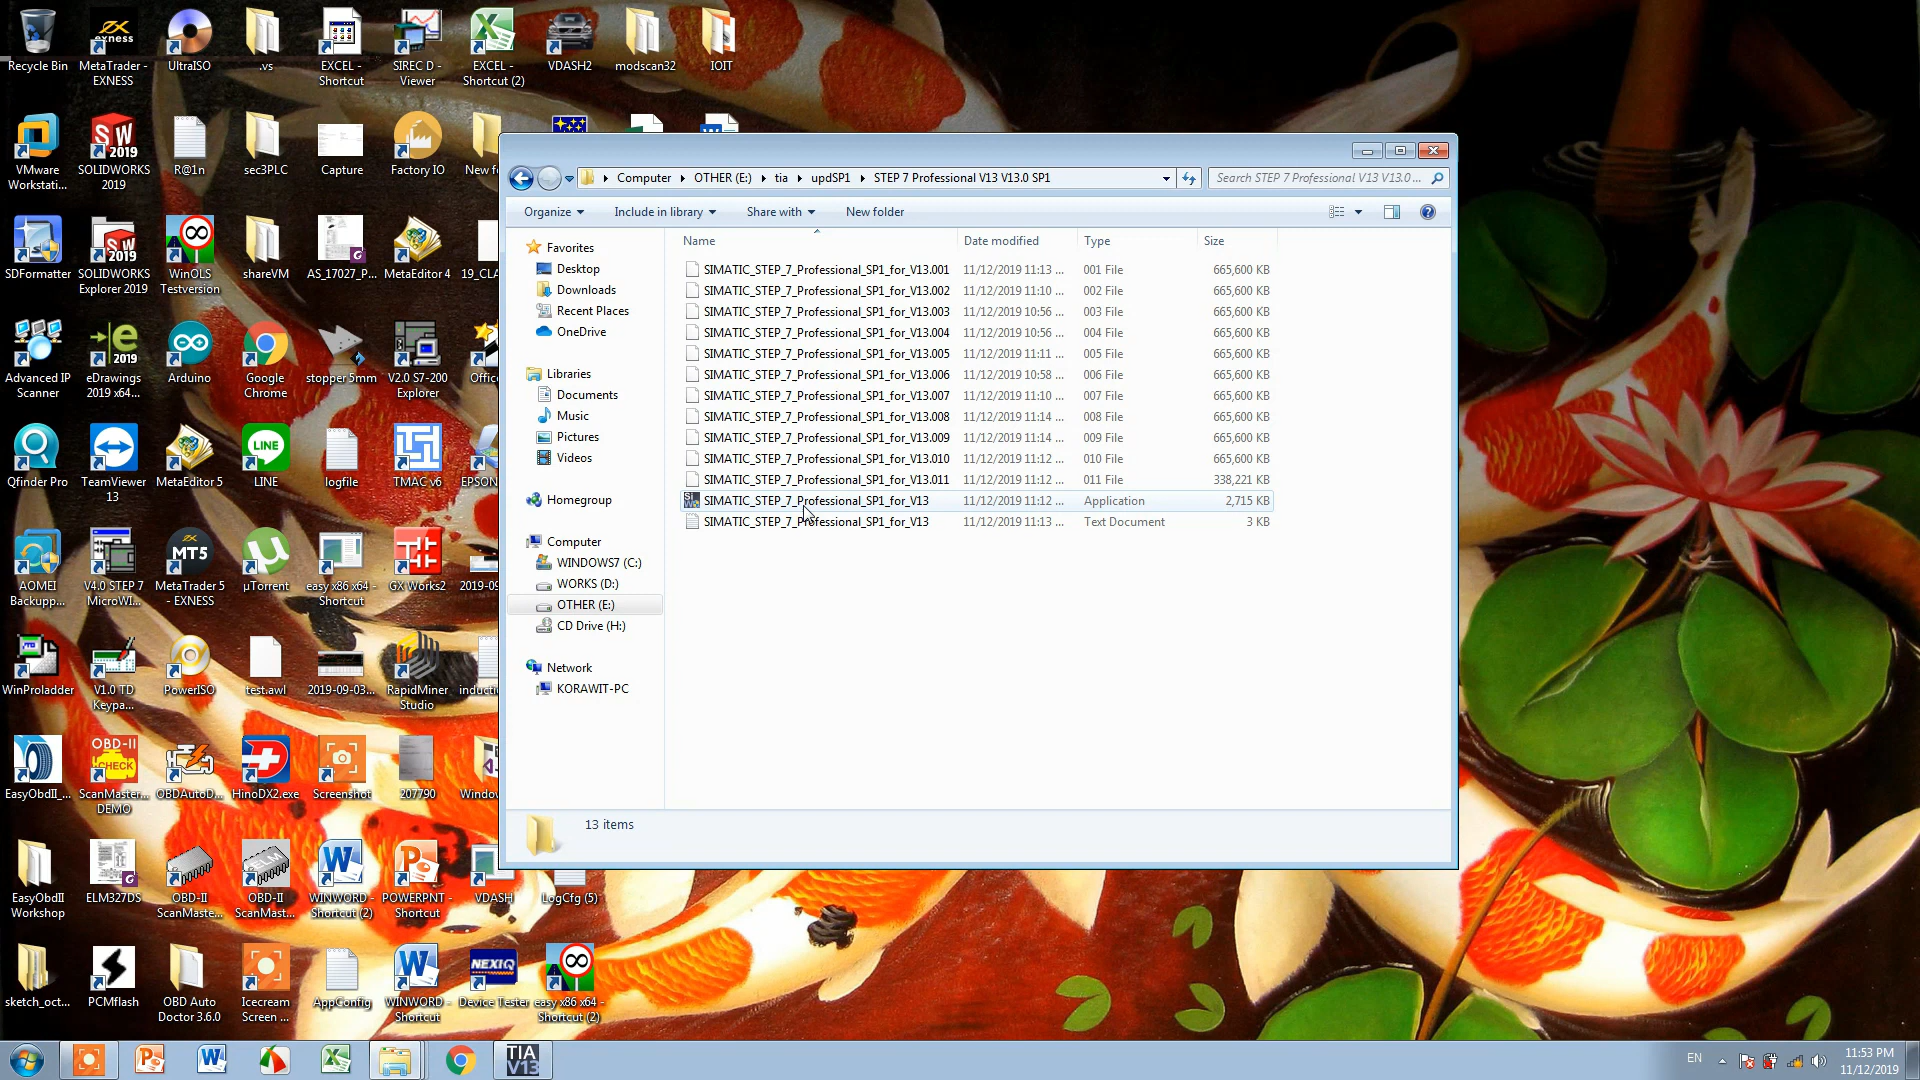 Recycle Bin
MetaTrader -
EXNESS
UltraISO
.vs
EXCEL -
Shortcut
SIREC D -
Viewer
EXCEL -
Shortcut (2)
VDASH2
modscan32
IOIT
VMware
Workstati...
SOLIDWORKS
2019
R@1n
sec3PLC
Capture
Factory IO
New fo
SDFormatter
SOLIDWORKS
Explorer 2019
WinOLS
Testversion
shareVM
AS_17027_P...
MetaEditor 4
19_CLA
Advanced IP
Scanner
eDrawings
2019 x64...
Arduino
Google
Chrome
stopper 5mm
V2.0 S7-200
Explorer
Office
Qfinder Pro
TeamViewer
13
MetaEditor 5
LINE
logfile
TMAC v6
EPSON
AOMEI
Backupp...
V4.0 STEP 7
MicroWI...
MetaTrader 5
- EXNESS
µTorrent
easy x86 x64 -
Shortcut
GX Works2
2019-09
WinProladder
V1.0 TD
Keypa...
PowerISO
test.awl
2019-09-03...
RapidMiner
Studio
inducti
EasyObdII_...
ScanMaster...
DEMO
OBDAutoD...
HinoDX2.exe
Screenshot
207790
Window
EasyObdII
Workshop
ELM327DS
OBD-II
ScanMaste...
OBD-II
ScanMast...
WINWORD -
Shortcut (2)
POWERPNT -
Shortcut
VDASH
LogCfg (5)
sketch_oct...
PCMflash
OBD Auto
Doctor 3.6.0
Icecream
Screen ...
AppConfig
WINWORD -
Shortcut
Device Tester
easy x86 x64 -
Shortcut (2)
Computer
OTHER (E:)
tia
updSP1
STEP 7 Professional V13 V13.0 SP1
Search STEP 7 Professional V13 V13.0 ...
Organize
Include in library
Share with
New folder
Favorites
Desktop
Downloads
Recent Places
OneDrive
Libraries
Documents
Music
Pictures
Videos
Homegroup
Computer
WINDOWS7 (C:)
WORKS (D:)
OTHER (E:)
CD Drive (H:)
Network
KORAWIT-PC
Name Date modified Type Size
SIMATIC_STEP_7_Professional_SP1_for_V13.001 11/12/2019 11:13 ... 001 File 665,600 KB
SIMATIC_STEP_7_Professional_SP1_for_V13.002 11/12/2019 11:10 ... 002 File 665,600 KB
SIMATIC_STEP_7_Professional_SP1_for_V13.003 11/12/2019 10:56 ... 003 File 665,600 KB
SIMATIC_STEP_7_Professional_SP1_for_V13.004 11/12/2019 10:56 ... 004 File 665,600 KB
SIMATIC_STEP_7_Professional_SP1_for_V13.005 11/12/2019 11:11 ... 005 File 665,600 KB
SIMATIC_STEP_7_Professional_SP1_for_V13.006 11/12/2019 10:58 ... 006 File 665,600 KB
SIMATIC_STEP_7_Professional_SP1_for_V13.007 11/12/2019 11:10 ... 007 File 665,600 KB
SIMATIC_STEP_7_Professional_SP1_for_V13.008 11/12/2019 11:14 ... 008 File 665,600 KB
SIMATIC_STEP_7_Professional_SP1_for_V13.009 11/12/2019 11:14 ... 009 File 665,600 KB
SIMATIC_STEP_7_Professional_SP1_for_V13.010 11/12/2019 11:12 ... 010 File 665,600 KB
SIMATIC_STEP_7_Professional_SP1_for_V13.011 11/12/2019 11:12 ... 011 File 338,221 KB
SIMATIC_STEP_7_Professional_SP1_for_V13 11/12/2019 11:12 ... Application 2,715 KB
SIMATIC_STEP_7_Professional_SP1_for_V13 11/12/2019 11:13 ... Text Document 3 KB
13 items
TIA
V13
EN
11:53 PM
11/12/2019